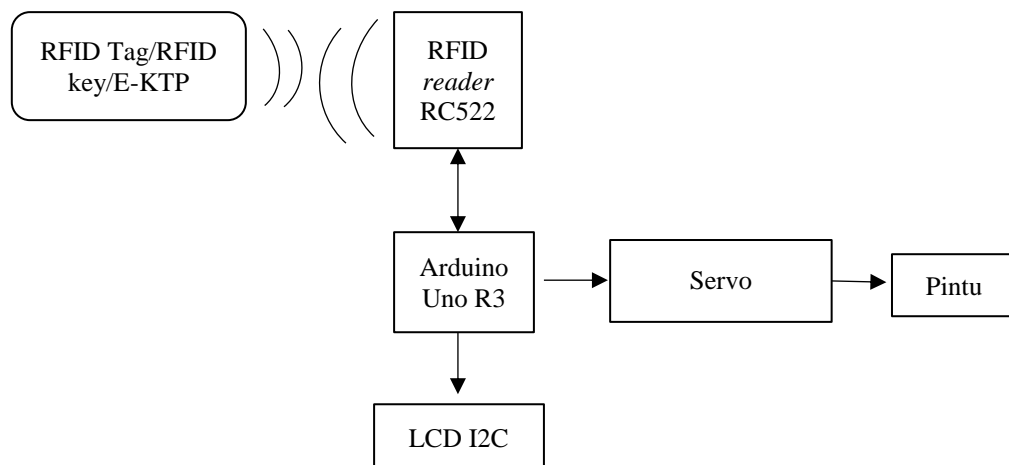 RFID Tag/RFID
key/E-KTP
RFID
reader
RC522
Arduino
Uno R3
Servo
Pintu
LCD I2C